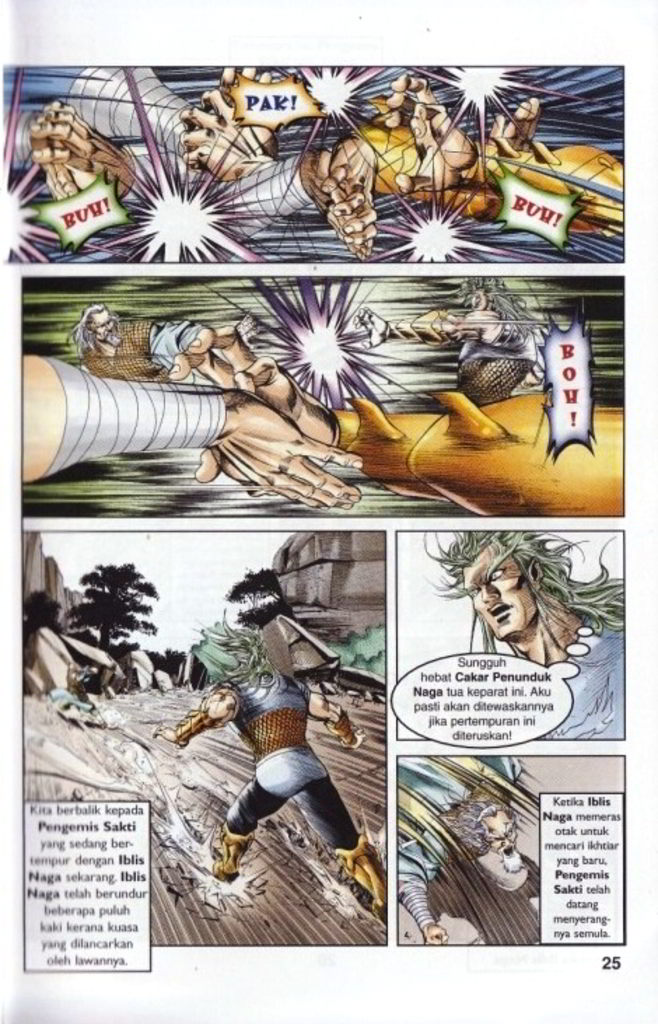 PAK!
BUH!
BUH!
BOH!
Sungguh
hebat Cakar Penunduk
Naga tua keparat ini. Aku
pasti akan ditewaskannya
jika pertempuran ini
diteruskan!
Kita berbalik kepada
Pengemis Sakti
yang sedang ber-
tempur dengan Iblis
Naga sekarang. Iblis
Naga telah berundur
beberapa puluh
kaki kerana kuasa
yang dilancarkan
oleh lawannya.
Ketika Iblis
Naga memeras
otak untuk
mencari ikhtiar
yang baru,
Pengemis
Sakti telah
datang
menyerang-
nya semula.
25